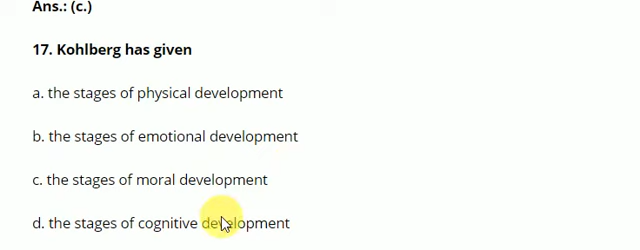 Ans.: (c.)
17. Kohlberg has given
a. the stages of physical development
b. the stages of emotional development
c. the stages of moral development
d. the stages of cognitive development